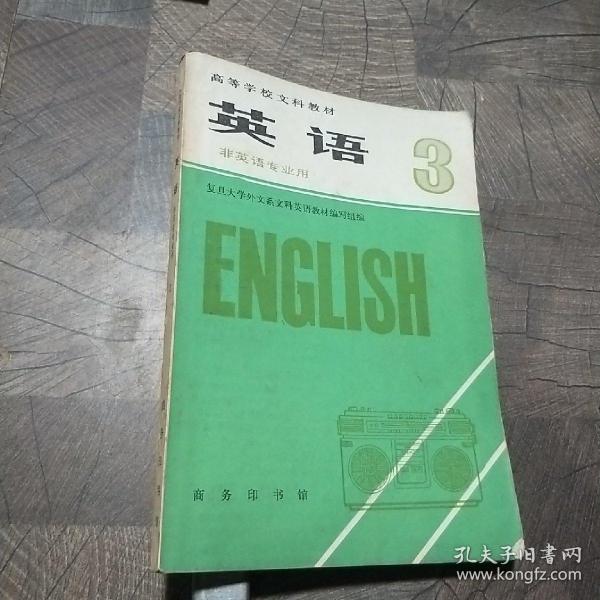 高等学校文科教材
英语
3
非英语专业用
复旦大学外文系文科英语教材编写组编
ENGLISH
商务印书馆
孔夫子旧书网
www.kongfz.com